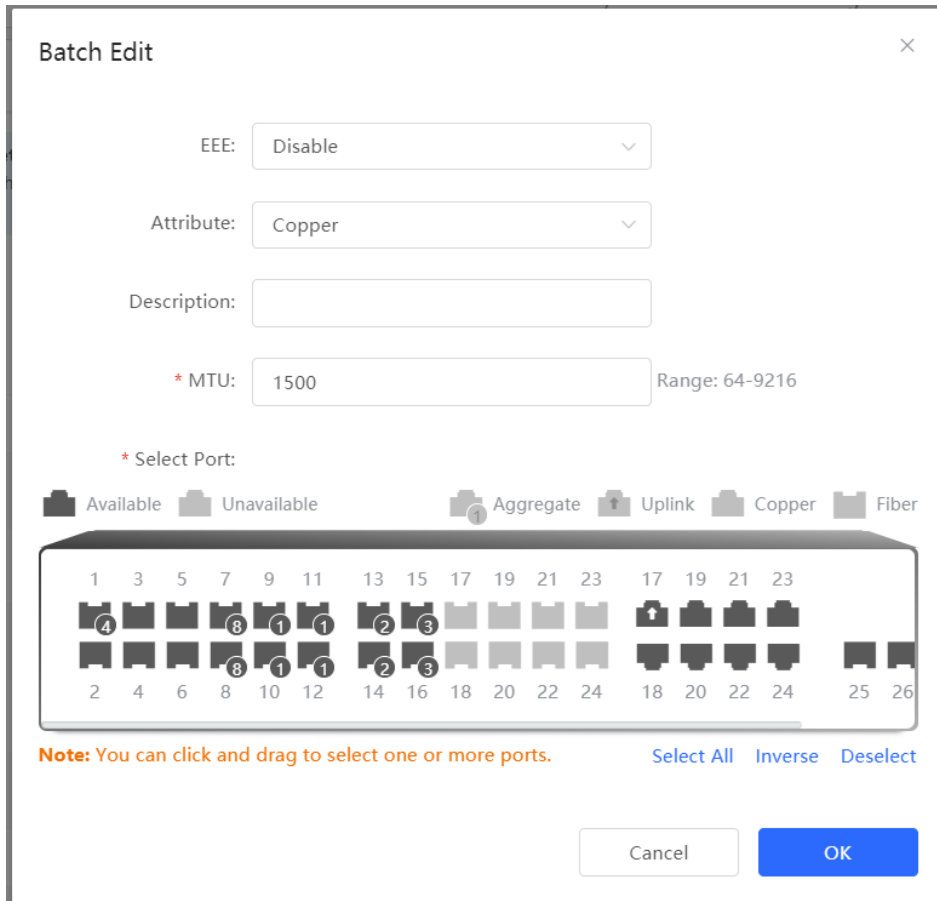 Batch Edit
EEE: Disable
Attribute: Copper
Description:
* MTU: 1500 Range: 64-9216
* Select Port:
Available Unavailable 1 Aggregate Uplink Copper Fiber
1 3 5 7 9 11 13 15 17 19 21 23 17 19 21 23
4 8 1 1 2 3
8 1 1 2 3
2 4 6 8 10 12 14 16 18 20 22 24 18 20 22 24 25 26
Note: You can click and drag to select one or more ports. Select All Inverse Deselect
Cancel OK